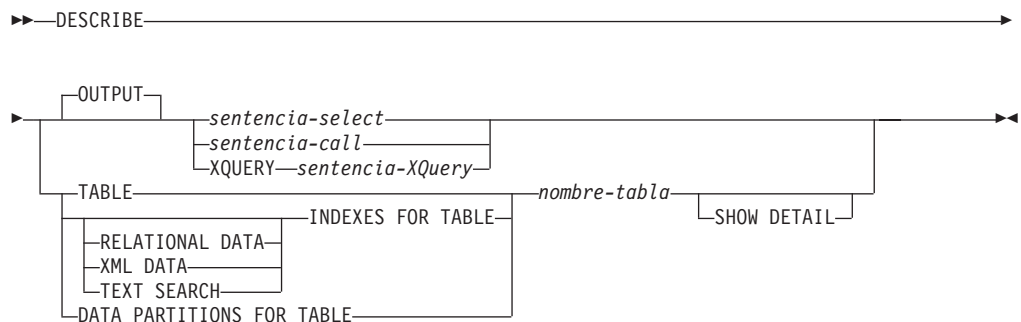 DESCRIBE
OUTPUT
sentencia-select
sentencia-call
XQUERY sentencia-XQuery
TABLE nombre-tabla
INDEXES FOR TABLE SHOW DETAIL
RELATIONAL DATA
XML DATA
TEXT SEARCH
DATA PARTITIONS FOR TABLE